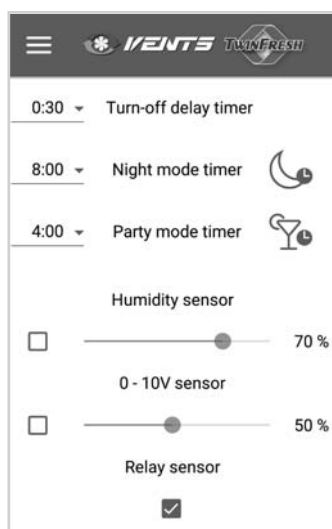 VENTS TWINFRESH
0:30 Turn-off delay timer
8:00 Night mode timer
4:00 Party mode timer
Humidity sensor
70 %
0 - 10V sensor
50 %
Relay sensor